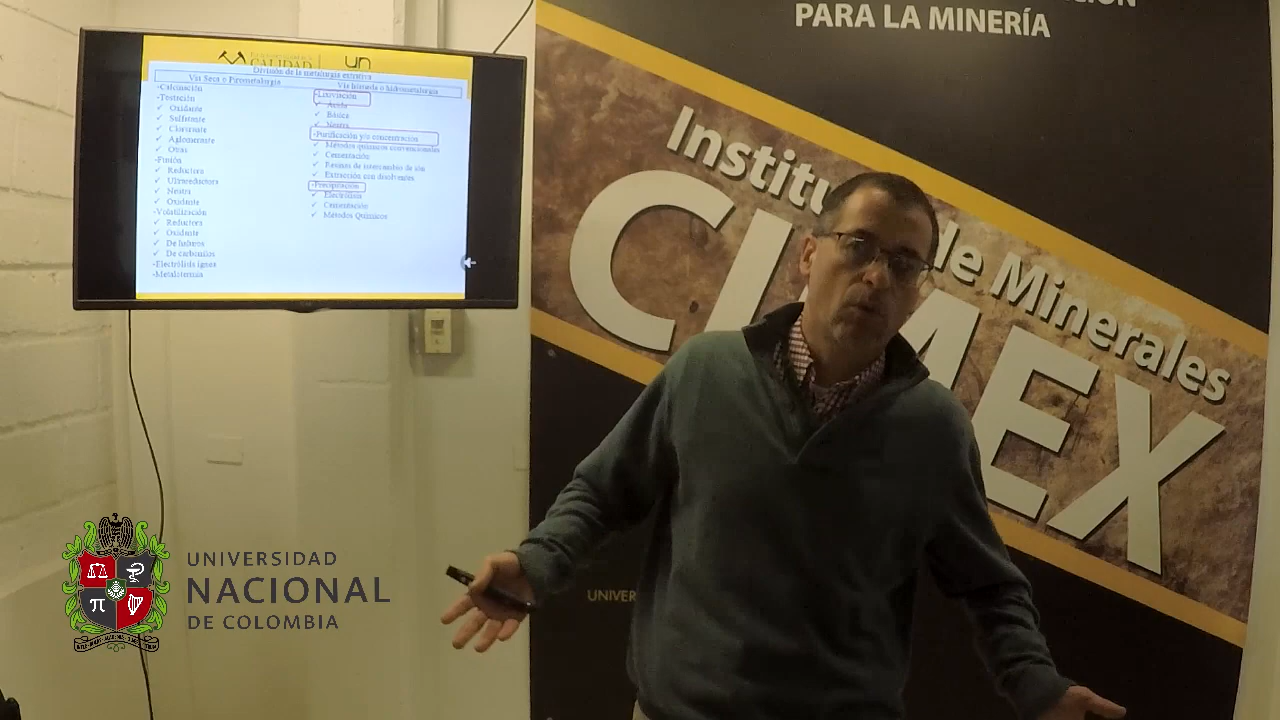 CALIDAD
un
División de la metalurgia extrativa
Vía Seca o Pirometalurgia
Vía húmeda o hidrometalurgia
-Calcinación
-Tostación
✓ Oxidante
✓ Sulfatante
✓ Clorurante
✓ Aglomerante
✓ Otras
-Fusión
✓ Reductora
✓ Ultrareductora
✓ Neutra
✓ Oxidante
-Volatilización
✓ Reductora
✓ Oxidante
✓ De haluros
✓ De carbonilos
-Electrólisis ígnea
-Metalotermia
-Lixiviación
✓ Ácida
✓ Básica
✓ Neutra
-Purificación y/o concentración
✓ Métodos químicos convencionales
✓ Cementación
✓ Resinas de intercambio de ión
✓ Extracción con disolventes
-Precipitación
✓ Electrólisis
✓ Cementación
✓ Métodos Químicos
PARA LA MINERÍA
Institu de Minerales
CIMEX
UNIVER
UNIVERSIDAD
NACIONAL
DE COLOMBIA